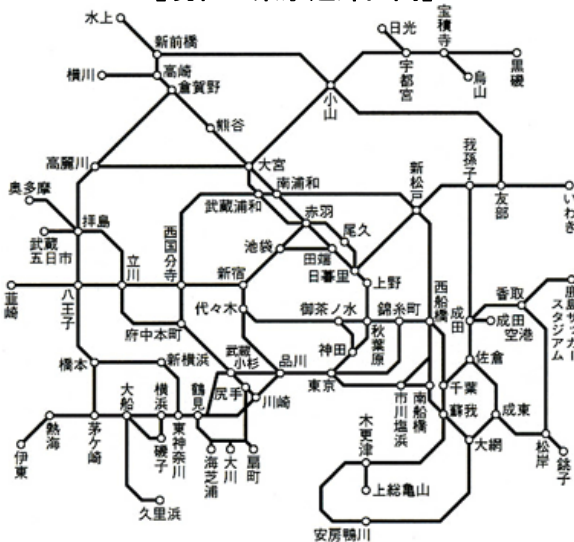 水上
新前橋
日光
宝積寺
横川
高崎
倉賀野
宇都宮
烏山
黒磯
小山
熊谷
高麗川
大宮
新松戸
我孫子
友部
いわき
奥多摩
南浦和
武蔵浦和
赤羽
尾久
拝島
武蔵五日市
立川
西国分寺
池袋
田端
日暮里
新宿
上野
西船橋
成田
香取
鹿島サッカースタジアム
成田空港
韮崎
八王子
代々木
御茶ノ水
錦糸町
秋葉原
府中本町
神田
佐倉
橋本
新横浜
武蔵小杉
品川
東京
千葉
尻手
川崎
市川塩浜
南船橋
蘇我
成東
大船
横浜
鶴見
熱海
茅ケ崎
磯子
東神奈川
海芝浦
大川
扇町
木更津
大網
松岸
銚子
伊東
久里浜
上総亀山
安房鴨川